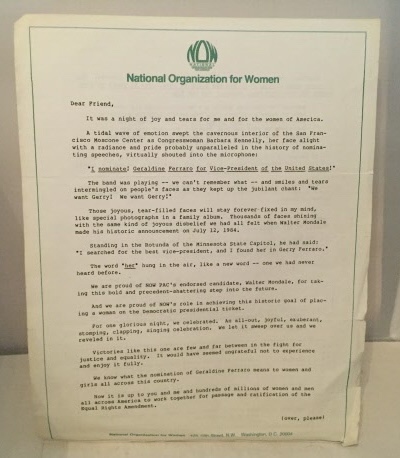 National Organization for Women
Dear Friend,
It was a night of joy and tears for me and for the women of America.
A tidal wave of emotion swept the cavernous interior of the San Fran-
cisco Moscone Center as Congresswoman Barbara Kennelly, her face alight
with a radiance and pride probably unparalleled in the history of nomina-
ting speeches, virtually shouted into the microphone:
"I nominate! Geraldine Ferraro for Vice-President of the United States!"
The band was playing -- we can't remember what -- and smiles and tears
intermingled on people's faces as they kept up the jubilant chant: "We
want Gerry! We want Gerry!"
Those joyous, tear-filled faces will stay forever fixed in my mind,
like special photographs in a family album. Thousands of faces shining
with the same kind of joyous disbelief we had all felt when Walter Mondale
made his historic announcement on July 12, 1984.
Standing in the Rotunda of the Minnesota State Capitol, he had said:
"I searched for the best vice-president, and I found her in Gerry Ferraro."
The word "her" hung in the air, like a new word -- one we had never
heard before.
We are proud of NOW PAC's endorsed candidate, Walter Mondale, for tak-
ing this bold and precedent-shattering step into the future.
And we are proud of NOW's role in achieving this historic goal of plac-
ing a woman on the Democratic presidential ticket.
For one glorious night, we celebrated. An all-out, joyful, exuberant,
stomping, clapping, singing celebration. We let it sweep over us and we
reveled in it.
Victories like this one are few and far between in the fight for
justice and equality. It would have seemed ungrateful not to experience
and enjoy it fully.
We know what the nomination of Geraldine Ferraro means to women and
girls all across this country.
Now it is up to you and me and hundreds of millions of women and men
all across America to work together for passage and ratification of the
Equal Rights Amendment.
(over, please)
National Organization for Women Street, N.W. Washington, D.C.